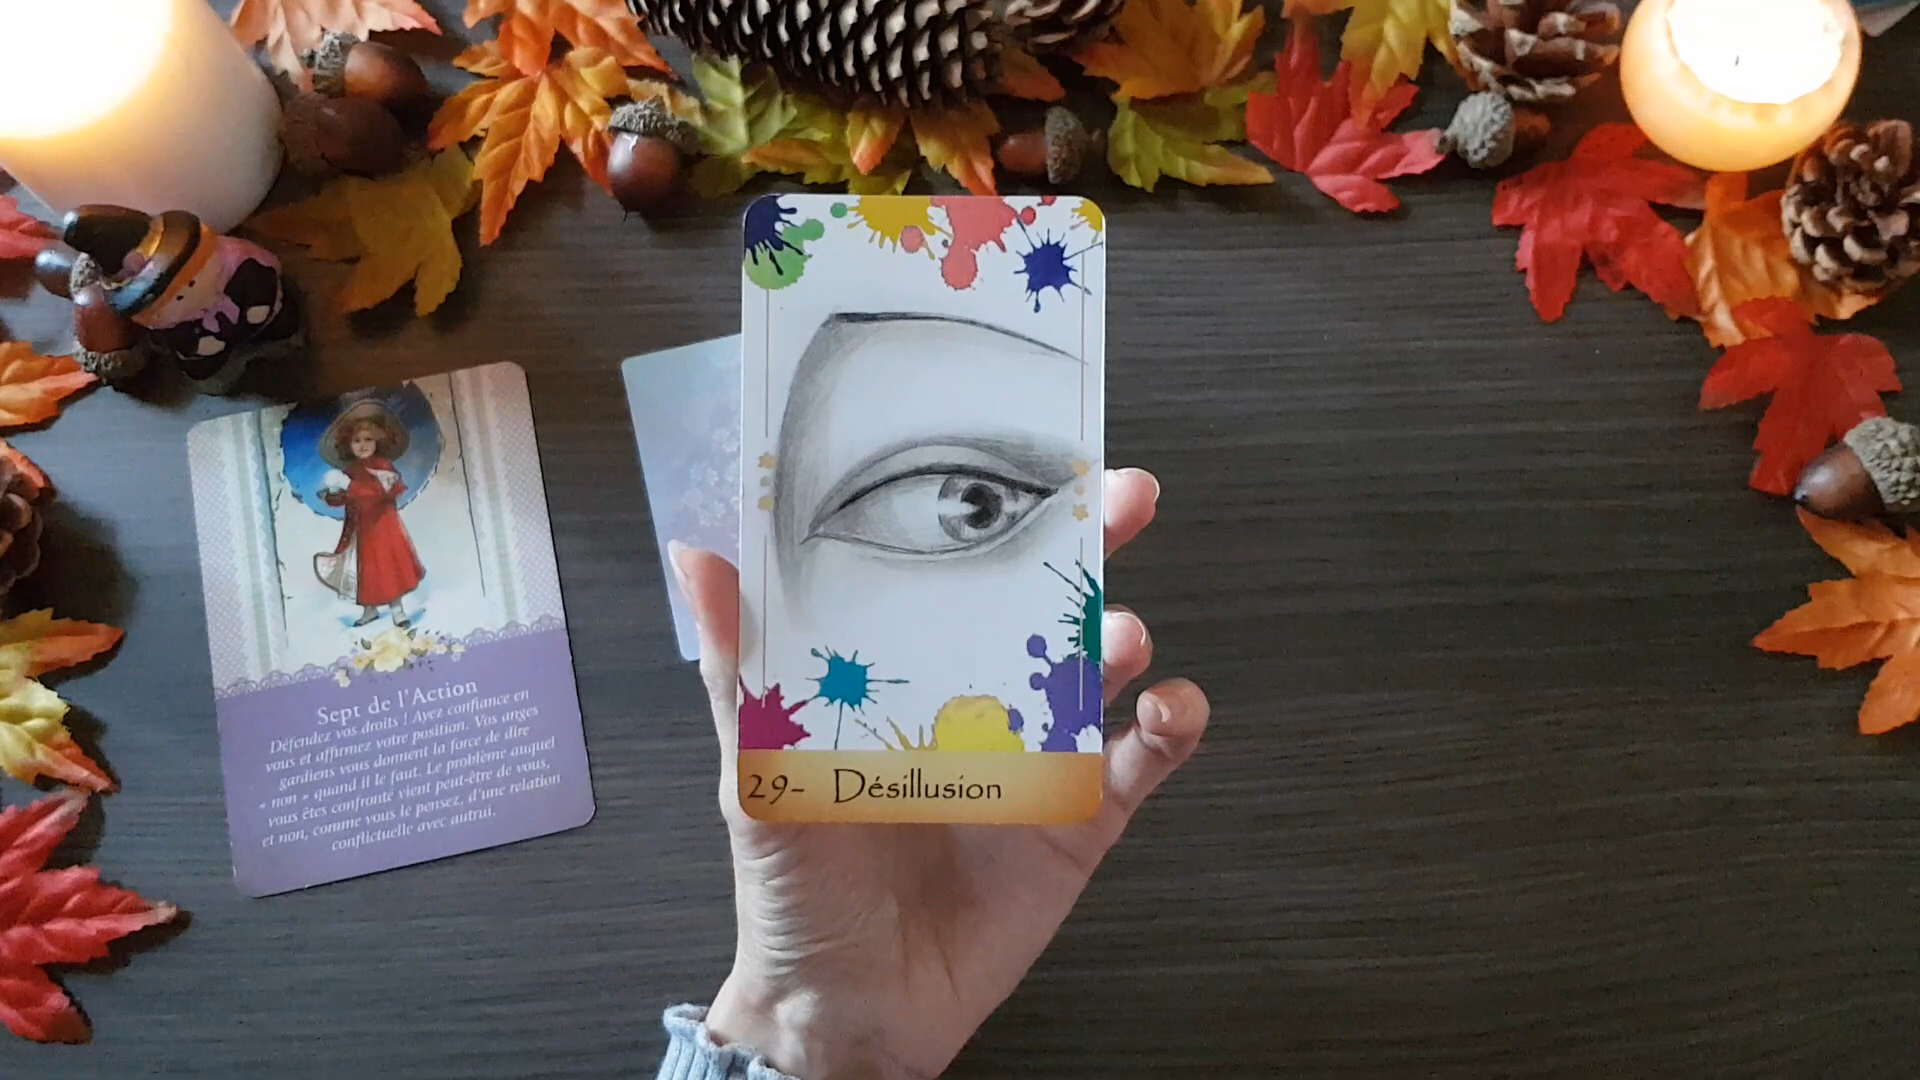 Sept de l'Action
Défendez vos droits ! Ayez confiance en
vous et affirmez votre position. Vos anges
gardiens vous donnent la force de dire
« non » quand il le faut. Le problème auquel
vous êtes confronté vient peut-être de vous,
et non, comme vous le pensez, d'une relation
conflictuelle avec autrui.
29- Désillusion